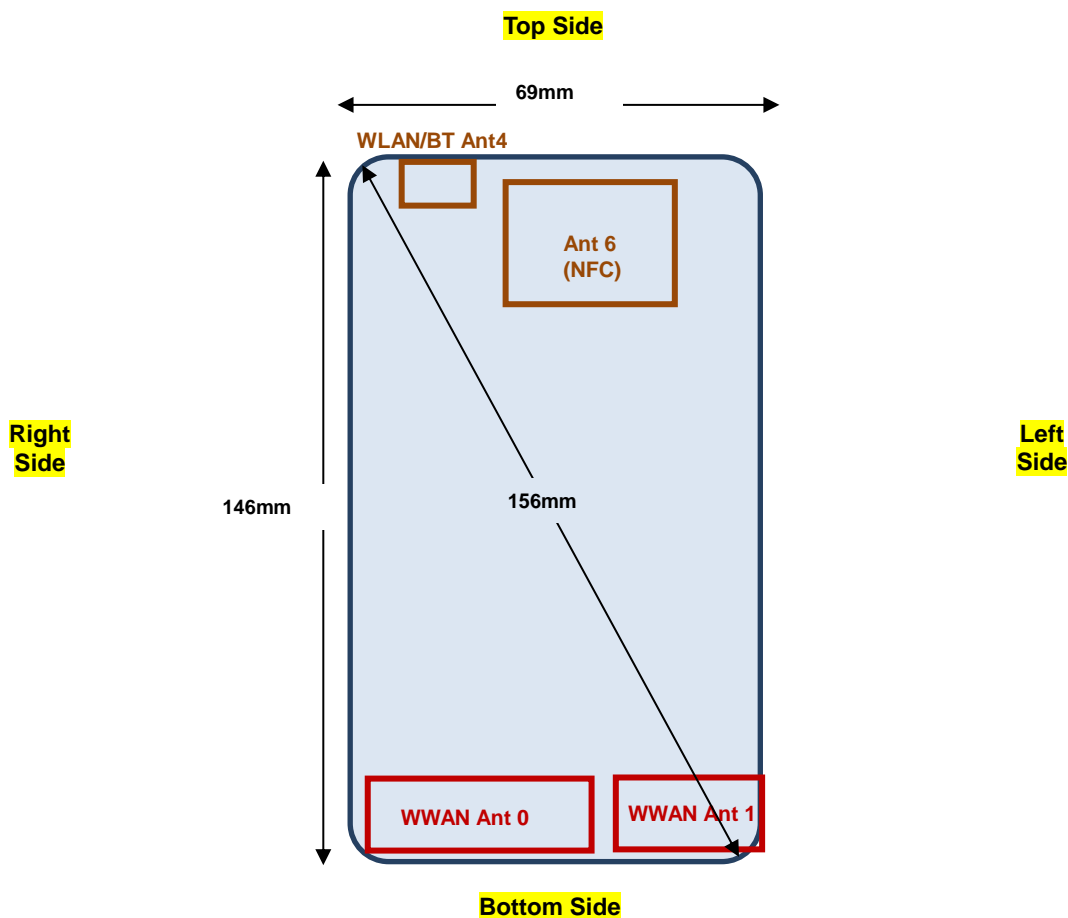 Top Side
69mm
WLAN/BT Ant4
Ant 6
(NFC)
Right
Side
Left
Side
146mm
156mm
WWAN Ant 0
WWAN Ant 1
Bottom Side